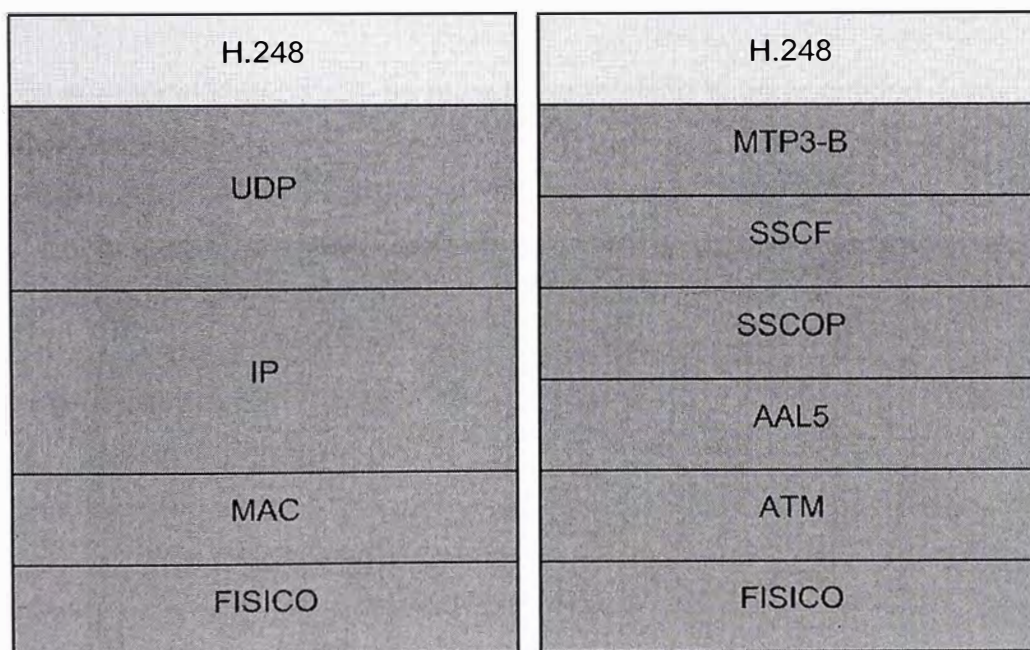 H.248
UDP
IP
MAC
FISICO
H.248
MTP3-B
SSCF
SSCOP
AAL5
ATM
FISICO